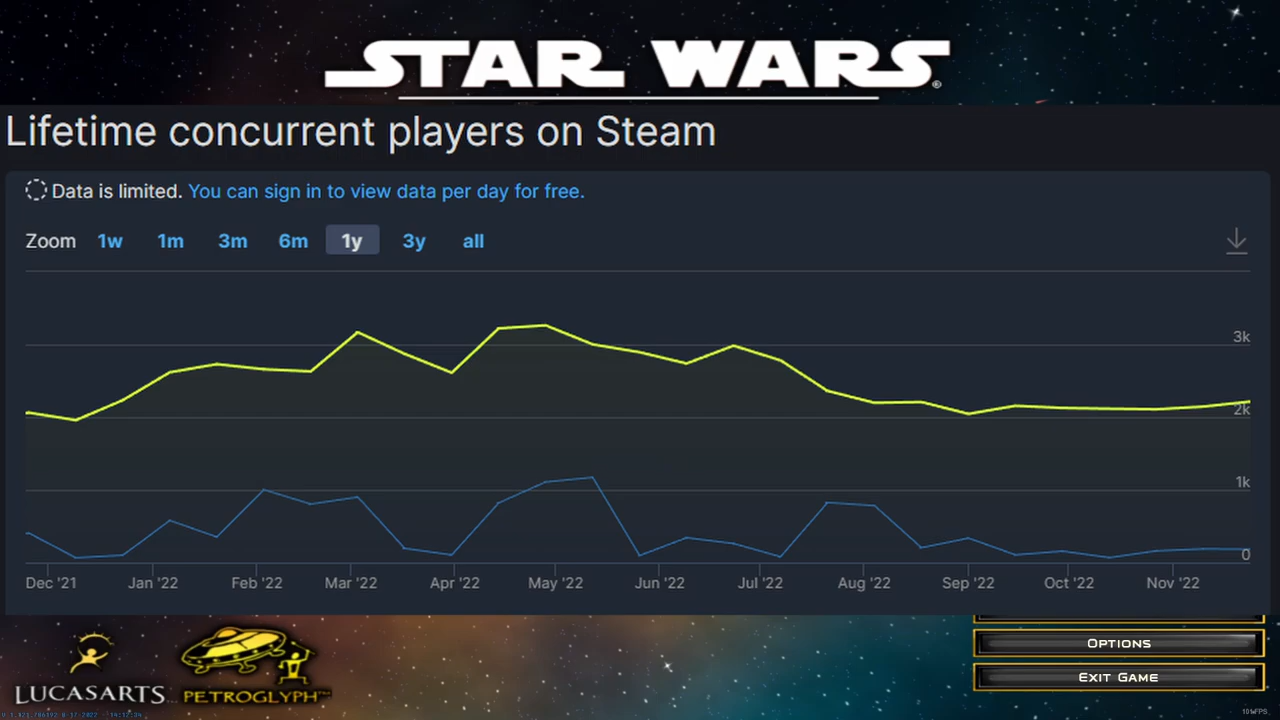 STAR WARS®
Lifetime concurrent players on Steam
Data is limited. You can sign in to view data per day for free.
Zoom 1w 1m 3m 6m 1y 3y all
3k
2k
1k
0
Dec '21 Jan '22 Feb '22 Mar '22 Apr '22 May '22 Jun '22 Jul '22 Aug '22 Sep '22 Oct '22 Nov '22
OPTIONS
EXIT GAME
LUCASARTS
PETROGLYPH™